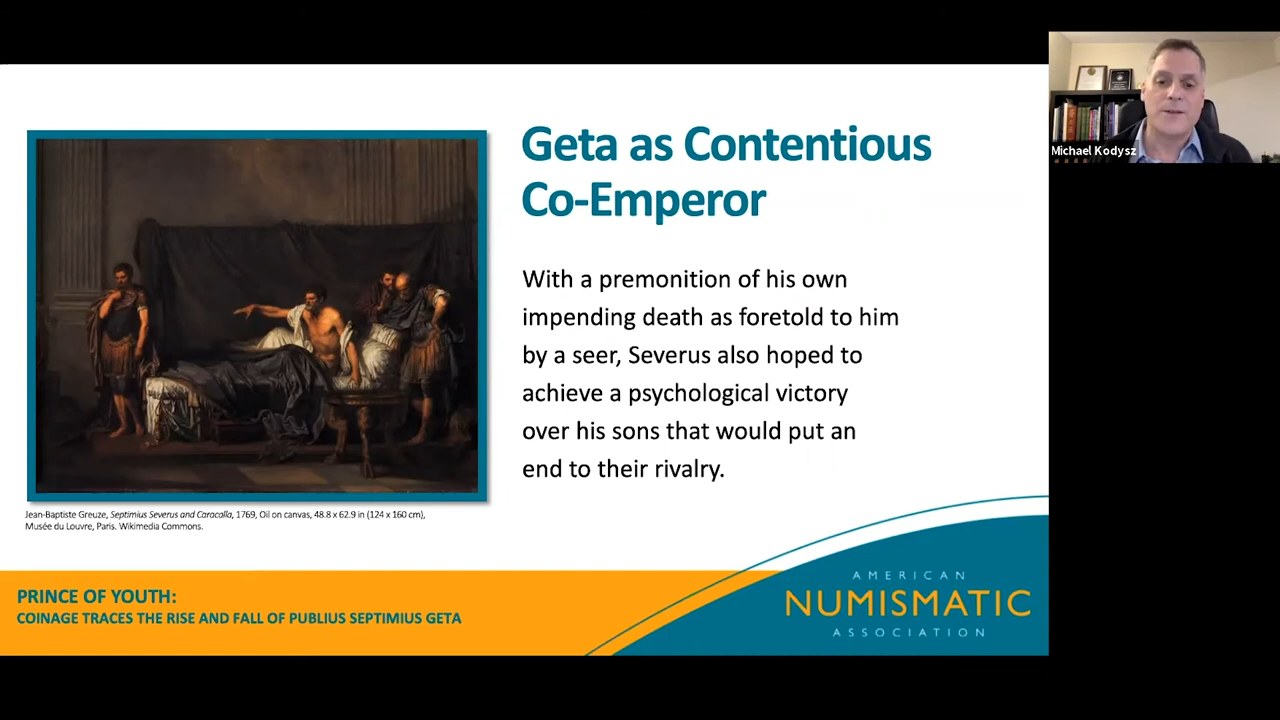 Michael Kodysz
Geta as Contentious
Co-Emperor
With a premonition of his own
impending death as foretold to him
by a seer, Severus also hoped to
achieve a psychological victory
over his sons that would put an
end to their rivalry.
Jean-Baptiste Greuze, Septimius Severus and Caracalla, 1769, Oil on canvas, 48.8 x 62.9 in (124 x 160 cm),
Musée du Louvre, Paris. Wikimedia Commons.
PRINCE OF YOUTH:
COINAGE TRACES THE RISE AND FALL OF PUBLIUS SEPTIMIUS GETA
AMERICAN
NUMISMATIC
ASSOCIATION